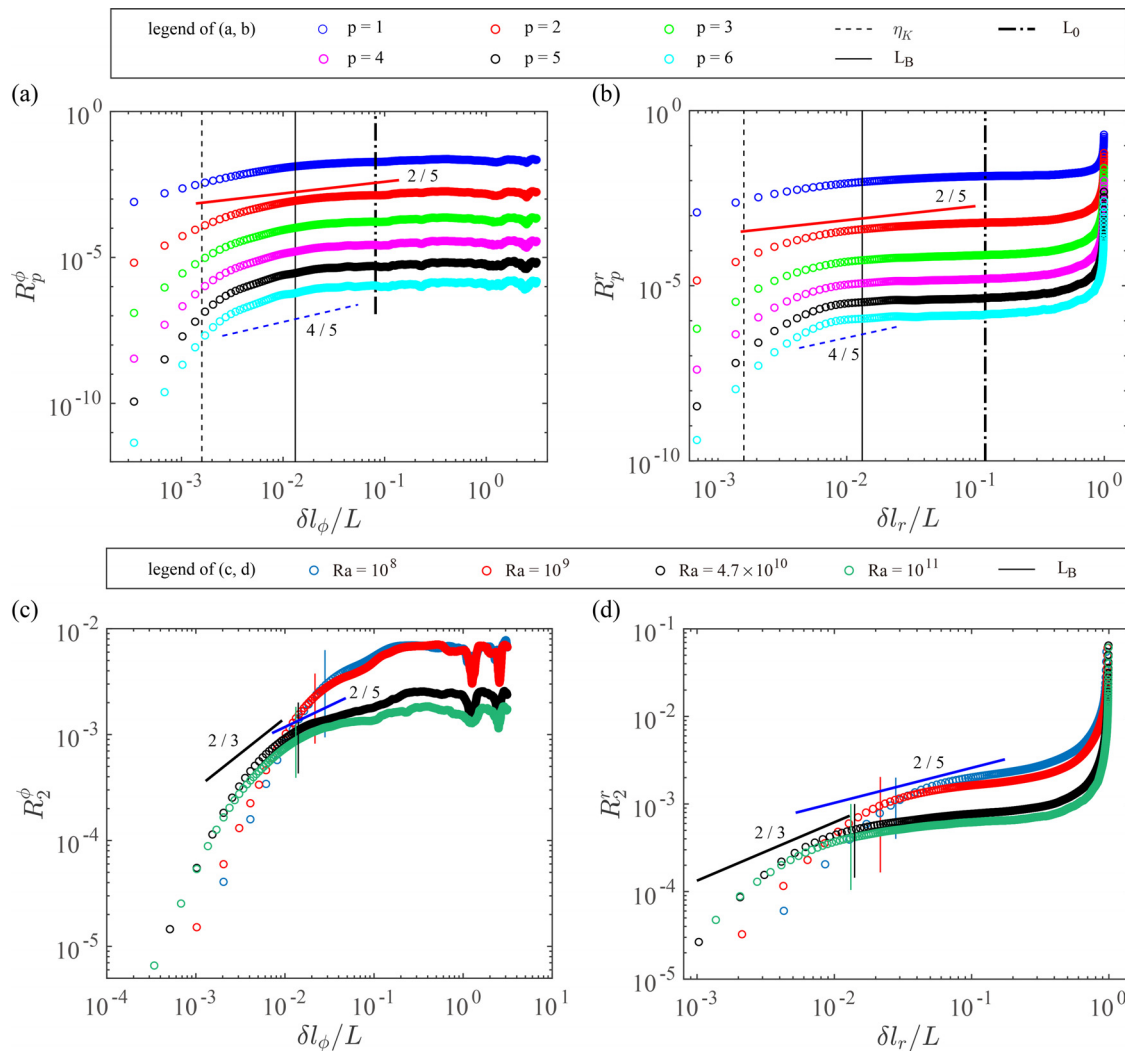 legend of (a, b) p = 1 p = 2 p = 3 η_K L_0
p = 4 p = 5 p = 6 L_B
(a) (b)
10^0
10^-5
10^-10
R_p^ϕ
2 / 5
4 / 5
10^-3 10^-2 10^-1 10^0
δl_ϕ/L
10^0
10^-5
10^-10
R_p^r
2 / 5
4 / 5
10^-3 10^-2 10^-1 10^0
δl_r/L
legend of (c, d) Ra = 10^8 Ra = 10^9 Ra = 4.7×10^10 Ra = 10^11 L_B
(c) (d)
10^-2
10^-3
10^-4
10^-5
R_2^ϕ
2 / 3
2 / 5
10^-4 10^-3 10^-2 10^-1 10^0 10^1
δl_ϕ/L
10^-1
10^-2
10^-3
10^-4
10^-5
R_2^r
2 / 3
2 / 5
10^-3 10^-2 10^-1 10^0
δl_r/L